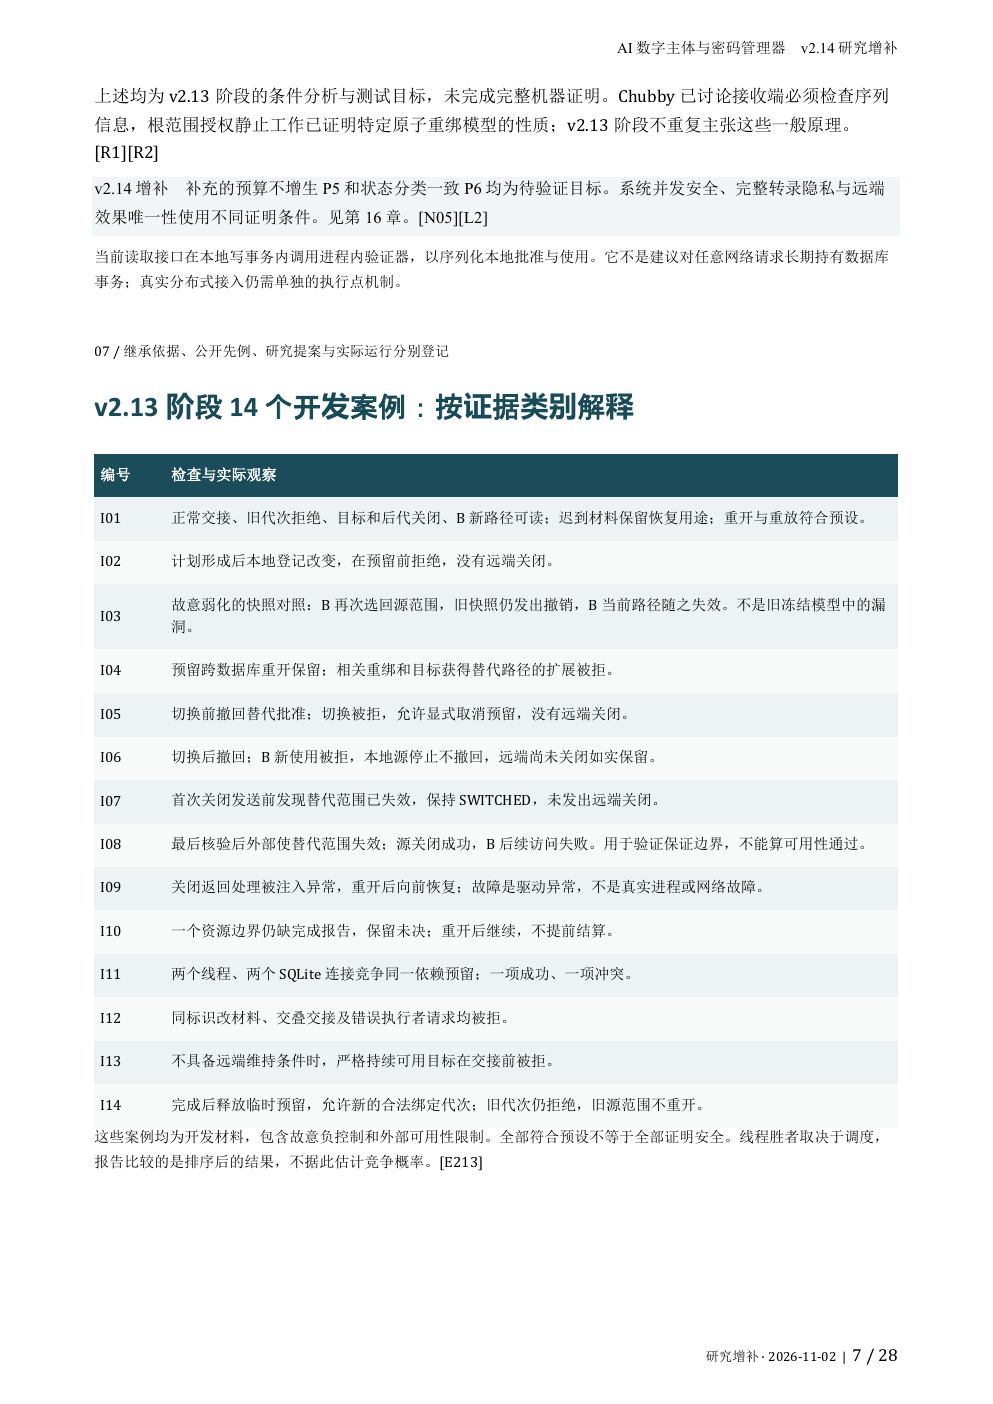 AI 数字主体与密码管理器 v2.14 研究增补
上述均为 v2.13 阶段的条件分析与测试目标，未完成完整机器证明。Chubby 已讨论接收端必须检查序列
信息，根范围授权静止工作已证明特定原子重绑模型的性质；v2.13 阶段不重复主张这些一般原理。
[R1][R2]
v2.14 增补 补充的预算不增生 P5 和状态分类一致 P6 均为待验证目标。系统并发安全、完整转录隐私与远端
效果唯一性使用不同证明条件。见第 16 章。[N05][L2]
当前读取接口在本地写事务内调用进程内验证器，以序列化本地批准与使用。它不是建议对任意网络请求长期持有数据库
事务；真实分布式接入仍需单独的执行点机制。
07 / 继承依据、公开先例、研究提案与实际运行分别登记
v2.13 阶段 14 个开发案例：按证据类别解释
编号 检查与实际观察
I01 正常交接、旧代次拒绝、目标和后代关闭、B 新路径可读；迟到材料保留恢复用途；重开与重放符合预设。
I02 计划形成后本地登记改变，在预留前拒绝，没有远端关闭。
I03 故意弱化的快照对照：B 再次选回源范围，旧快照仍发出撤销，B 当前路径随之失效。不是旧冻结模型中的漏
洞。
I04 预留跨数据库重开保留；相关重绑和目标获得替代路径的扩展被拒。
I05 切换前撤回替代批准；切换被拒，允许显式取消预留，没有远端关闭。
I06 切换后撤回；B 新使用被拒，本地源停止不撤回，远端尚未关闭如实保留。
I07 首次关闭发送前发现替代范围已失效，保持 SWITCHED，未发出远端关闭。
I08 最后核验后外部使替代范围失效；源关闭成功，B 后续访问失败。用于验证保证边界，不能算可用性通过。
I09 关闭返回处理被注入异常，重开后向前恢复；故障是驱动异常，不是真实进程或网络故障。
I10 一个资源边界仍缺完成报告，保留未决；重开后继续，不提前结算。
I11 两个线程、两个 SQLite 连接竞争同一依赖预留；一项成功、一项冲突。
I12 同标识改材料、交叠交接及错误执行者请求均被拒。
I13 不具备远端维持条件时，严格持续可用目标在交接前被拒。
I14 完成后释放临时预留，允许新的合法绑定代次；旧代次仍拒绝，旧源范围不重开。
这些案例均为开发材料，包含故意负控制和外部可用性限制。全部符合预设不等于全部证明安全。线程胜者取决于调度，
报告比较的是排序后的结果，不据此估计竞争概率。[E213]
研究增补 · 2026-11-02 | 7 / 28